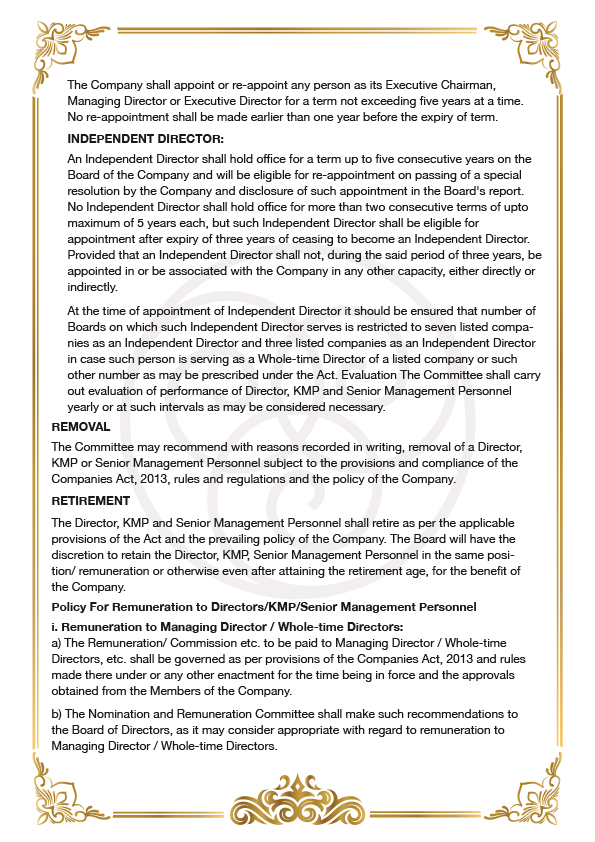 The Company shall appoint or re-appoint any person as its Executive Chairman,
Managing Director or Executive Director for a term not exceeding five years at a time.
No re-appointment shall be made earlier than one year before the expiry of term.
INDEPENDENT DIRECTOR:
An Independent Director shall hold office for a term up to five consecutive years on the
Board of the Company and will be eligible for re-appointment on passing of a special
resolution by the Company and disclosure of such appointment in the Board's report.
No Independent Director shall hold office for more than two consecutive terms of upto
maximum of 5 years each, but such Independent Director shall be eligible for
appointment after expiry of three years of ceasing to become an Independent Director.
Provided that an Independent Director shall not, during the said period of three years, be
appointed in or be associated with the Company in any other capacity, either directly or
indirectly.
At the time of appointment of Independent Director it should be ensured that number of
Boards on which such Independent Director serves is restricted to seven listed compa-
nies as an Independent Director and three listed companies as an Independent Director
in case such person is serving as a Whole-time Director of a listed company or such
other number as may be prescribed under the Act. Evaluation The Committee shall carry
out evaluation of performance of Director, KMP and Senior Management Personnel
yearly or at such intervals as may be considered necessary.
REMOVAL
The Committee may recommend with reasons recorded in writing, removal of a Director,
KMP or Senior Management Personnel subject to the provisions and compliance of the
Companies Act, 2013, rules and regulations and the policy of the Company.
RETIREMENT
The Director, KMP and Senior Management Personnel shall retire as per the applicable
provisions of the Act and the prevailing policy of the Company. The Board will have the
discretion to retain the Director, KMP, Senior Management Personnel in the same posi-
tion/ remuneration or otherwise even after attaining the retirement age, for the benefit of
the Company.
Policy For Remuneration to Directors/KMP/Senior Management Personnel
i. Remuneration to Managing Director / Whole-time Directors:
a) The Remuneration/ Commission etc. to be paid to Managing Director / Whole-time
Directors, etc. shall be governed as per provisions of the Companies Act, 2013 and rules
made there under or any other enactment for the time being in force and the approvals
obtained from the Members of the Company.
b) The Nomination and Remuneration Committee shall make such recommendations to
the Board of Directors, as it may consider appropriate with regard to remuneration to
Managing Director / Whole-time Directors.